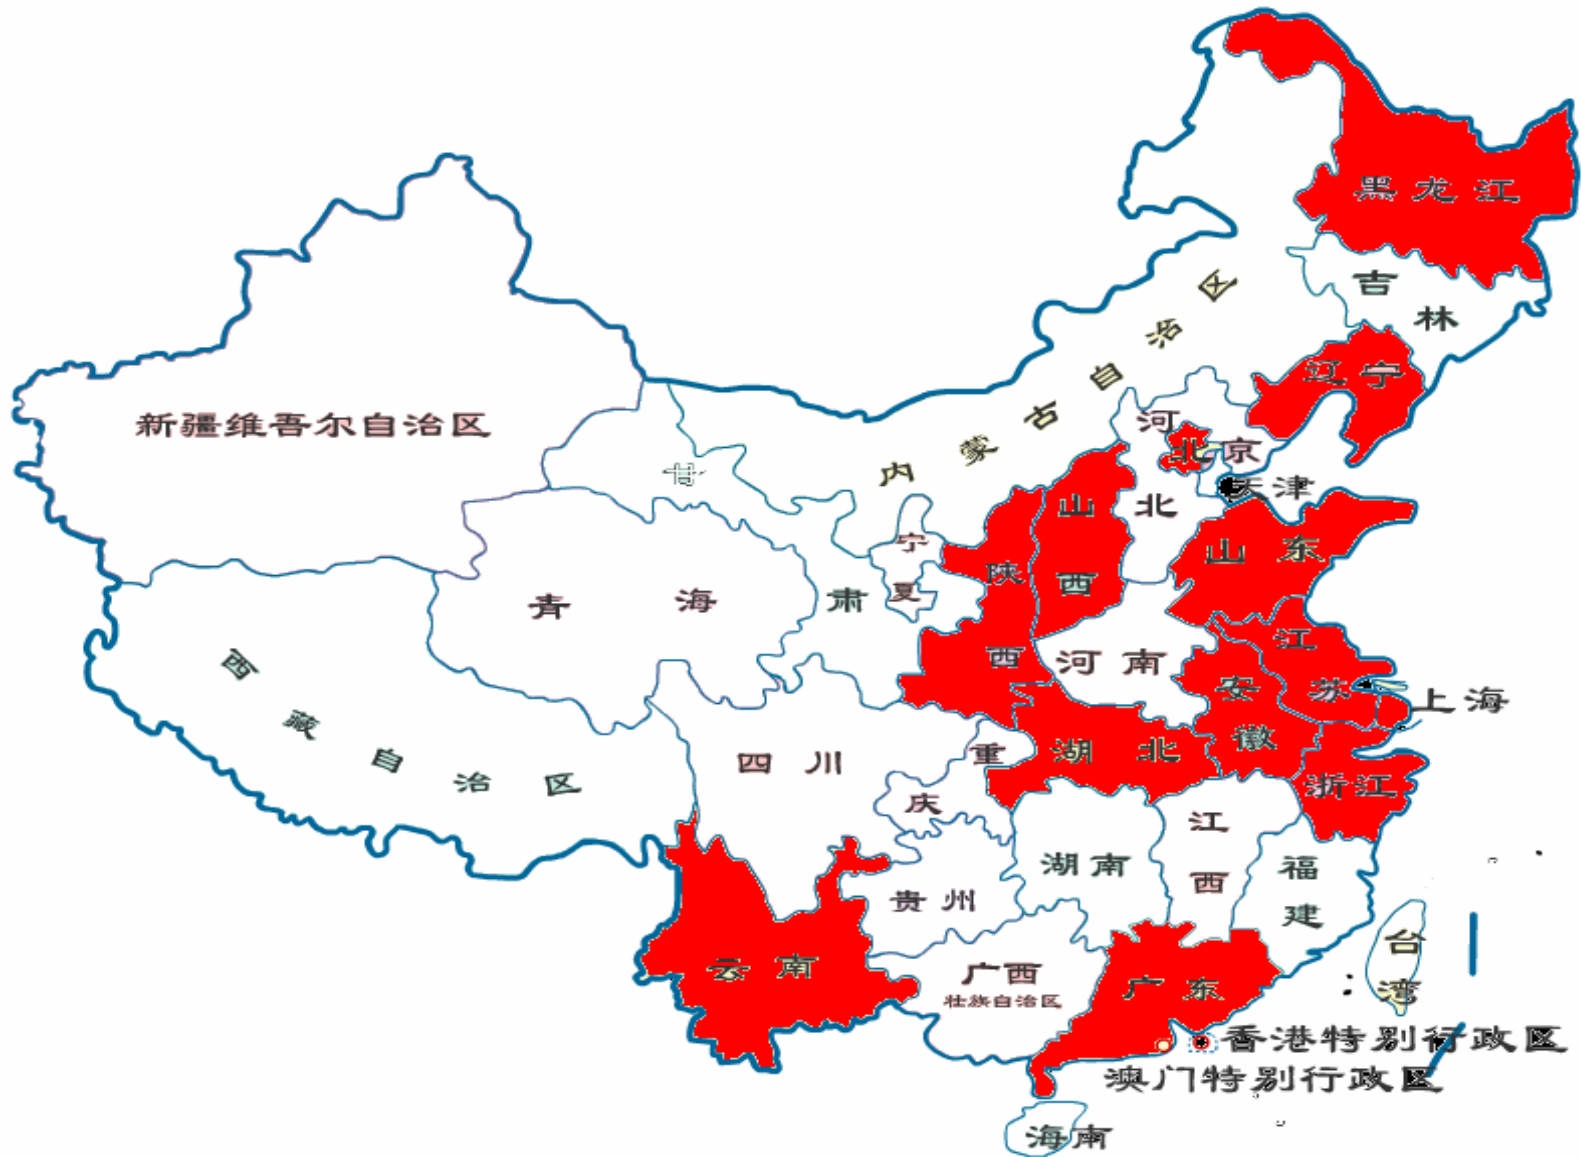 黑龙江
吉林
辽宁
内蒙古自治区
新疆维吾尔自治区
河北
北京
天津
甘肃
山西
宁夏
山东
陕西
青海
河南
江苏
西藏自治区
安徽
上海
四川
重庆
湖北
浙江
江西
湖南
福建
贵州
台湾
云南
广西
壮族自治区
广东
香港特别行政区
澳门特别行政区
海南